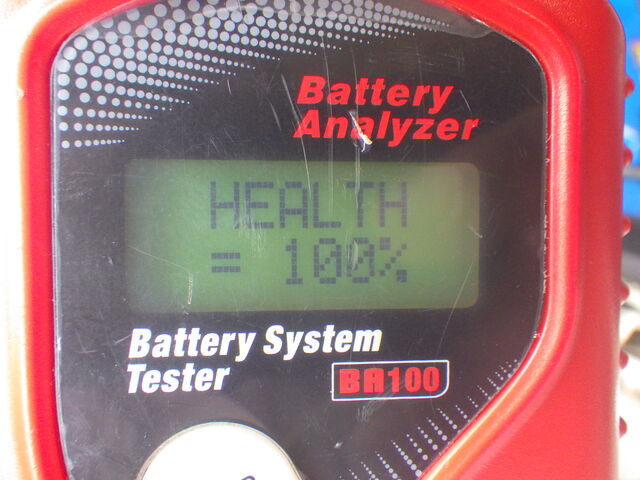 Battery
Analyzer
HEALTH
= 100%
Battery System
Tester
BA100